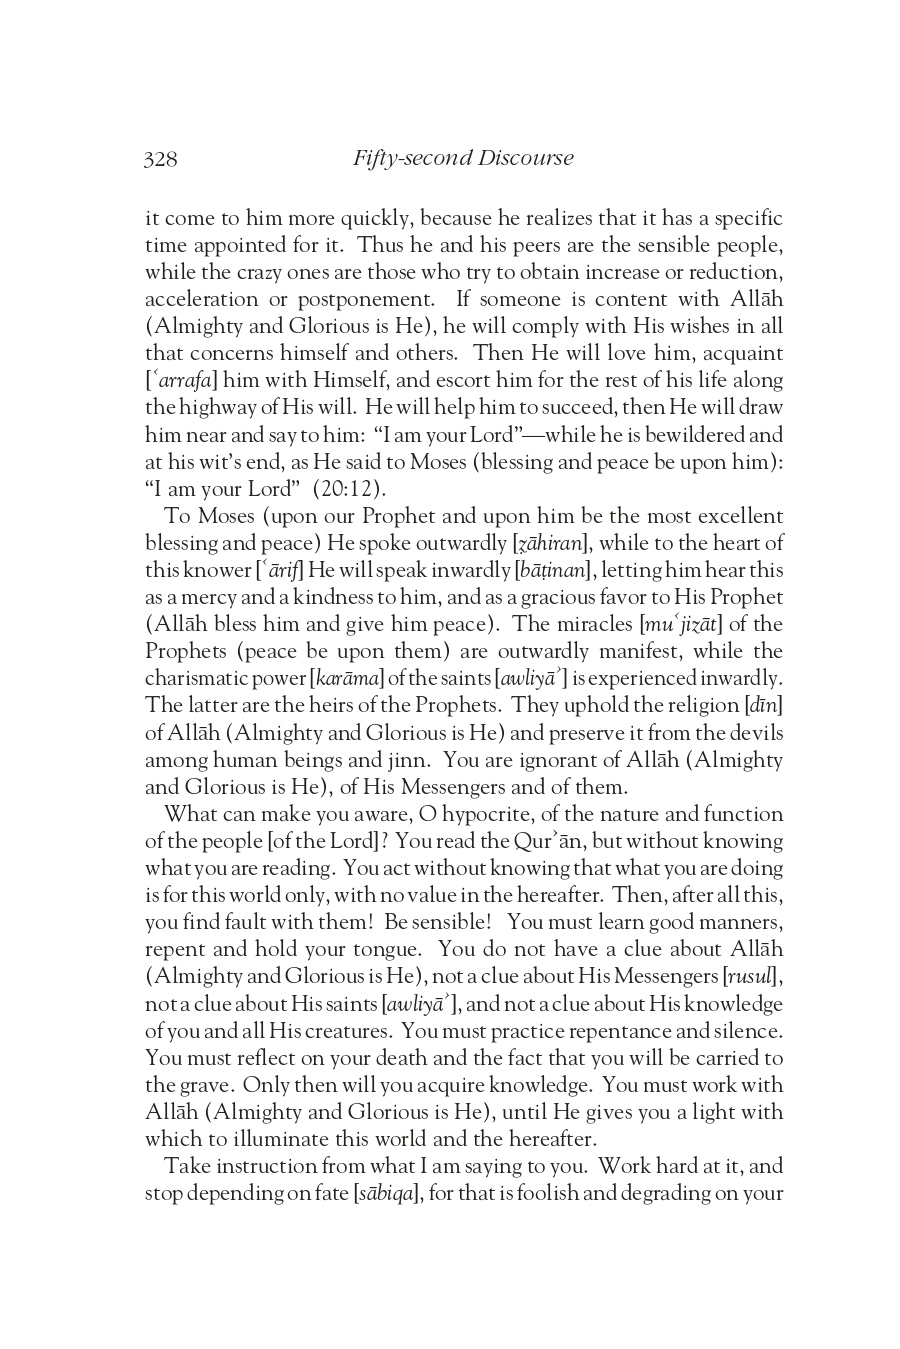 328 Fifty-second Discourse
it come to him more quickly, because he realizes that it has a specific
time appointed for it. Thus he and his peers are the sensible people,
while the crazy ones are those who try to obtain increase or reduction,
acceleration or postponement. If someone is content with Allāh
(Almighty and Glorious is He), he will comply with His wishes in all
that concerns himself and others. Then He will love him, acquaint
[ʿarrafa] him with Himself, and escort him for the rest of his life along
the highway of His will. He will help him to succeed, then He will draw
him near and say to him: “I am your Lord”—while he is bewildered and
at his wit’s end, as He said to Moses (blessing and peace be upon him):
“I am your Lord” (20:12).
To Moses (upon our Prophet and upon him be the most excellent
blessing and peace) He spoke outwardly [ẓāhiran], while to the heart of
this knower [ʿārif] He will speak inwardly [bāṭinan], letting him hear this
as a mercy and a kindness to him, and as a gracious favor to His Prophet
(Allāh bless him and give him peace). The miracles [muʿjizāt] of the
Prophets (peace be upon them) are outwardly manifest, while the
charismatic power [karāma] of the saints [awliyāʾ] is experienced inwardly.
The latter are the heirs of the Prophets. They uphold the religion [dīn]
of Allāh (Almighty and Glorious is He) and preserve it from the devils
among human beings and jinn. You are ignorant of Allāh (Almighty
and Glorious is He), of His Messengers and of them.
What can make you aware, O hypocrite, of the nature and function
of the people [of the Lord]? You read the Qurʾān, but without knowing
what you are reading. You act without knowing that what you are doing
is for this world only, with no value in the hereafter. Then, after all this,
you find fault with them! Be sensible! You must learn good manners,
repent and hold your tongue. You do not have a clue about Allāh
(Almighty and Glorious is He), not a clue about His Messengers [rusul],
not a clue about His saints [awliyāʾ], and not a clue about His knowledge
of you and all His creatures. You must practice repentance and silence.
You must reflect on your death and the fact that you will be carried to
the grave. Only then will you acquire knowledge. You must work with
Allāh (Almighty and Glorious is He), until He gives you a light with
which to illuminate this world and the hereafter.
Take instruction from what I am saying to you. Work hard at it, and
stop depending on fate [sābiqa], for that is foolish and degrading on your